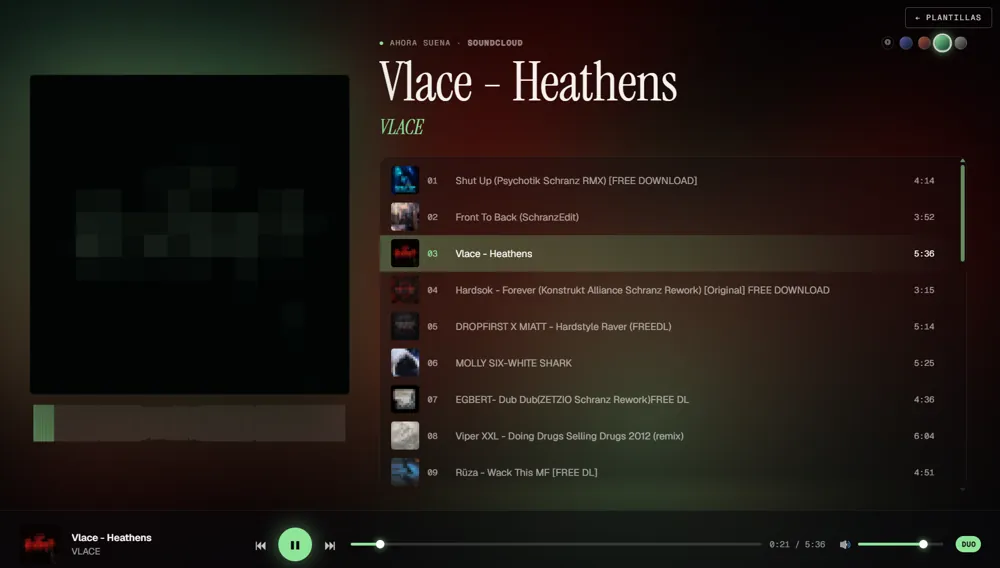 ← PLANTILLAS
AHORA SUENA · SOUNDCLOUD
Vlace - Heathens
VLACE
01 Shut Up (Psychotik Schranz RMX) [FREE DOWNLOAD] 4:14
02 Front To Back (SchranzEdit) 3:52
03 Vlace - Heathens 5:36
04 Hardsok - Forever (Konstrukt Alliance Schranz Rework) [Original] FREE DOWNLOAD 3:15
05 DROPFIRST X MIATT - Hardstyle Raver (FREEDL) 5:14
06 MOLLY SIX-WHITE SHARK 5:25
07 EGBERT- Dub Dub(ZETZIO Schranz Rework)FREE DL 4:36
08 Viper XXL - Doing Drugs Selling Drugs 2012 (remix) 6:04
09 Rüza - Wack This MF [FREE DL] 4:51
Vlace - Heathens
VLACE
0:21 / 5:36
DUO